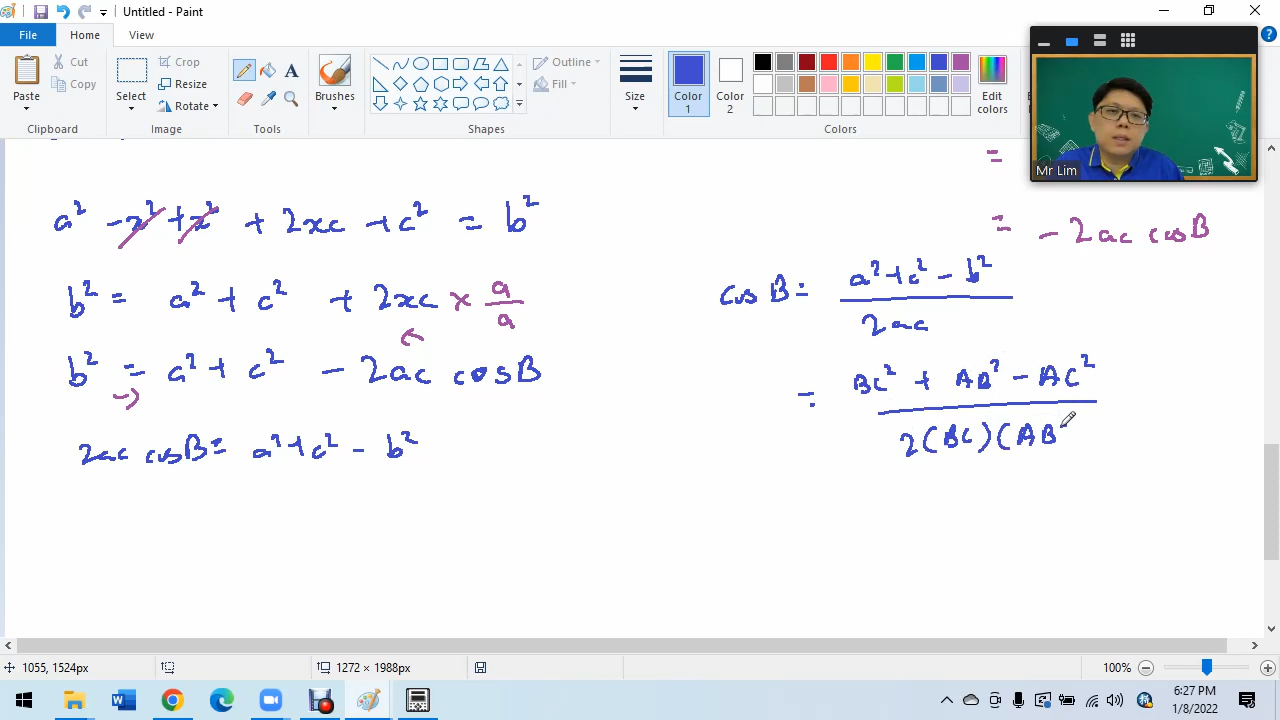 Untitled - Paint
File Home View
Paste Cut Copy Clipboard
Select Crop Resize Rotate Image
Tools
Brushes
Outline Fill Shapes
Size
Color 1 Color 2 Colors Edit colors
Mr Lim
=
a² - x² + x² + 2xc + c² = b²
= - 2ac cosB
b² = a² + c² + 2xc × a/a
cos B = (a² + c² - b²)/2ac
b² = a² + c² - 2ac cosB
= (BC² + AB² - AC²)/2(BC)(AB
2ac cosB = a² + c² - b²
1055, 1524px 1272 × 1988px 100%
6:27 PM
1/8/2022